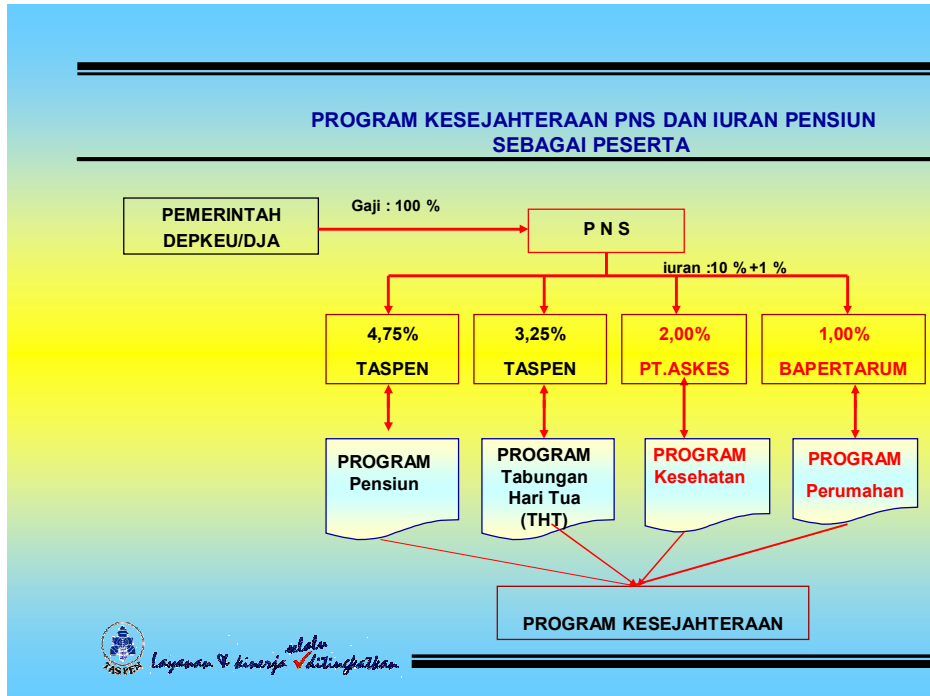 PROGRAM KESEJAHTERAAN PNS DAN IURAN PENSIUN
SEBAGAI PESERTA
PEMERINTAH
DEPKEU/DJA
Gaji : 100 %
P N S
iuran :10 % +1 %
4,75%
TASPEN
3,25%
TASPEN
2,00%
PT.ASKES
1,00%
BAPERTARUM
PROGRAM
Pensiun
PROGRAM
Tabungan
Hari Tua
(THT)
PROGRAM
Kesehatan
PROGRAM
Perumahan
PROGRAM KESEJAHTERAAN
TASPEN
Layanan & kinerja selalu ditingkatkan